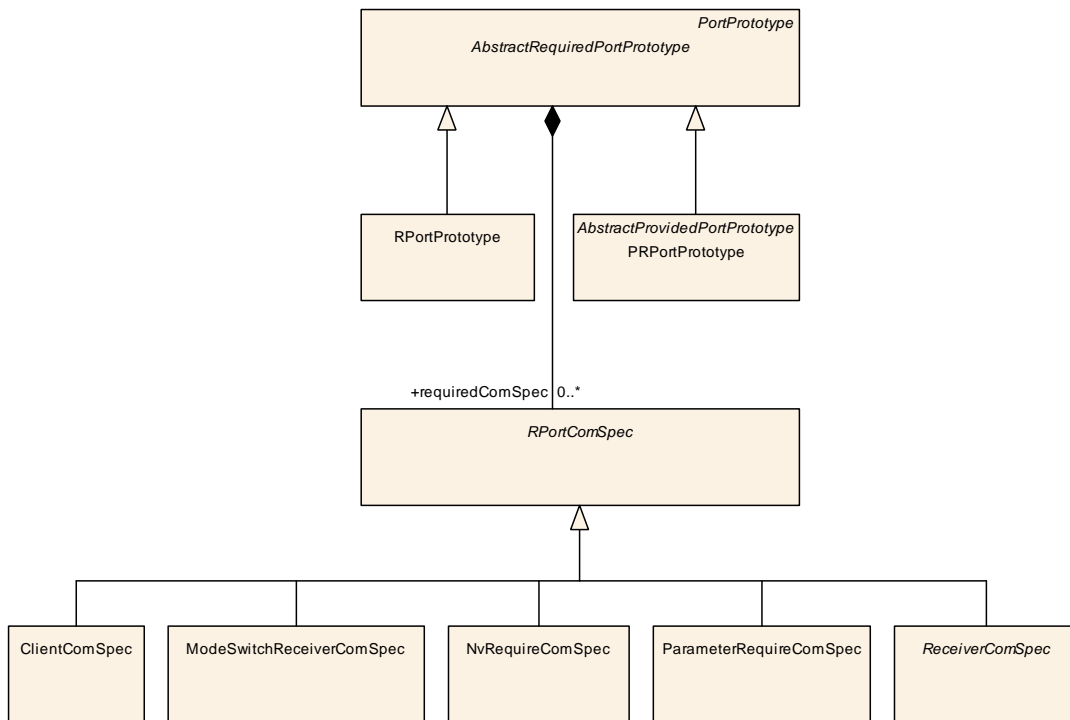 PortPrototype
AbstractRequiredPortPrototype
RPortPrototype
AbstractProvidedPortPrototype
PRPortPrototype
+requiredComSpec 0..*
RPortComSpec
ClientComSpec
ModeSwitchReceiverComSpec
NvRequireComSpec
ParameterRequireComSpec
ReceiverComSpec